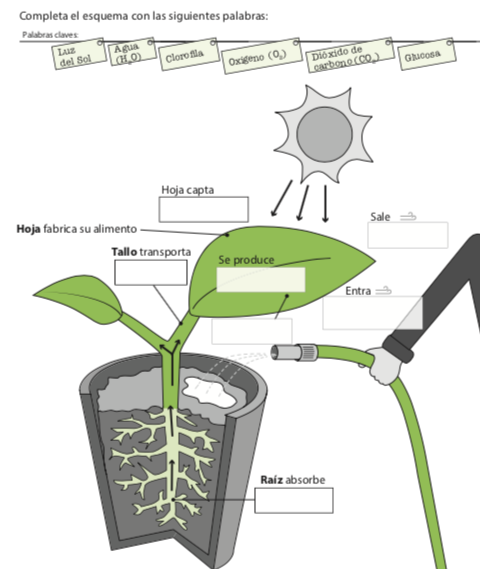 Completa el esquema con las siguientes palabras:
Palabras claves:
Luz
del Sol
Agua
(H₂O)
Clorofila
Oxígeno (O₂)
Dióxido de
carbono (CO₂)
Glucosa
Hoja capta
Sale
Hoja fabrica su alimento
Tallo transporta
Se produce
Entra
Raíz absorbe